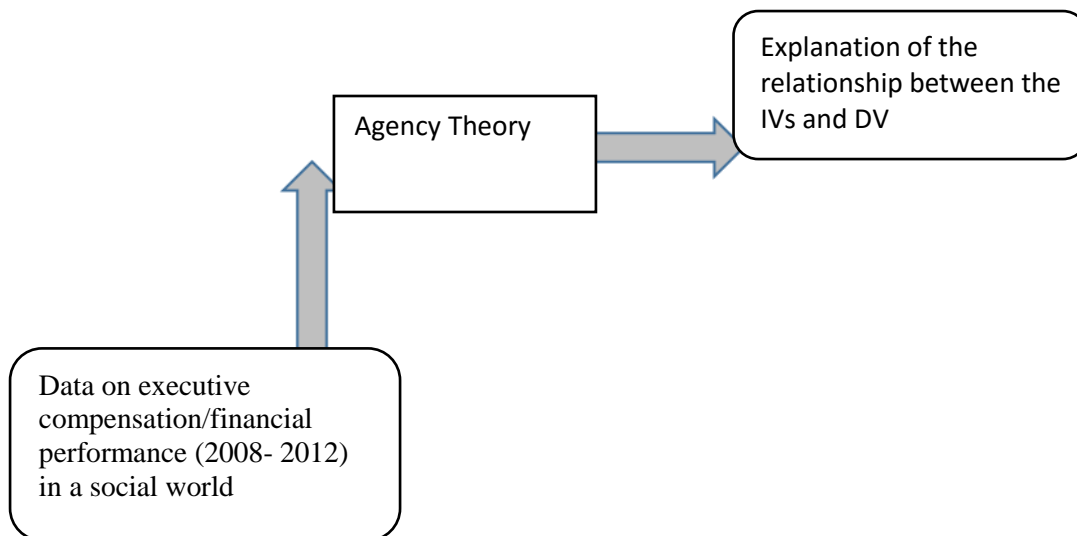 Explanation of the
relationship between the
IVs and DV
Agency Theory
Data on executive
compensation/financial
performance (2008- 2012)
in a social world